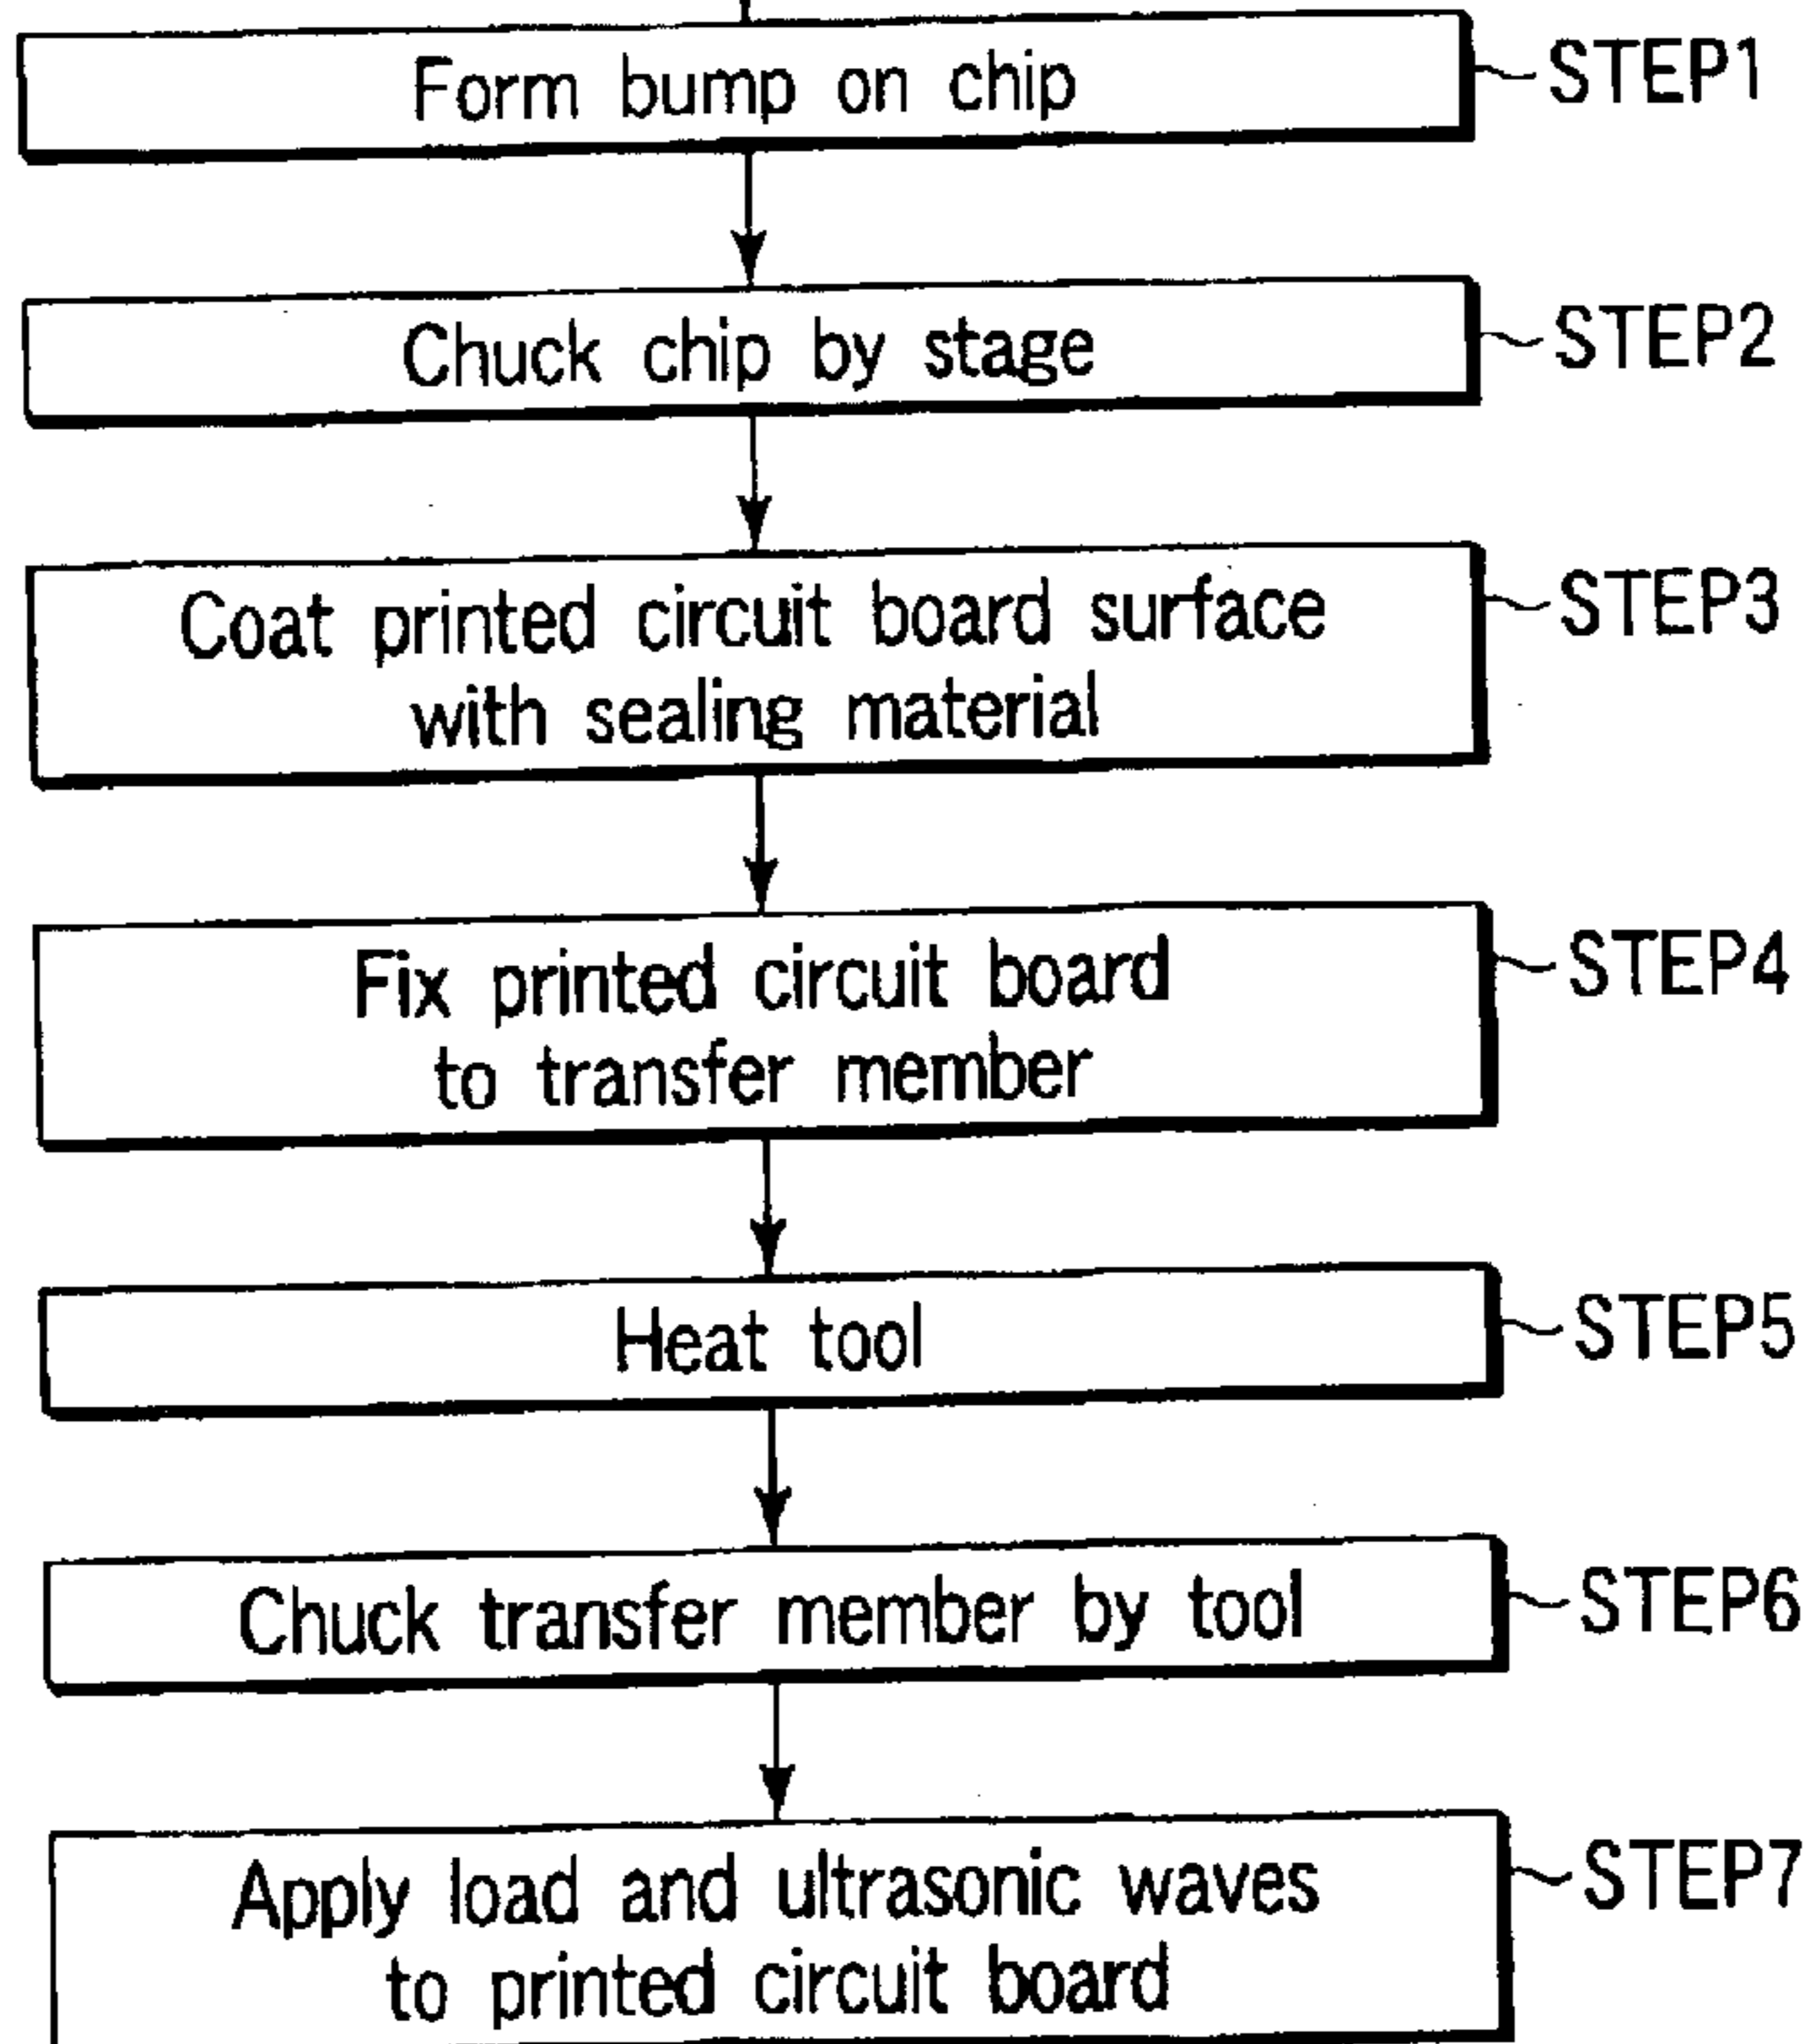 Form bump on chip
STEP1
Chuck chip by stage
STEP2
Coat printed circuit board surface
with sealing material
STEP3
Fix printed circuit board
to transfer member
STEP4
Heat tool
STEP5
Chuck transfer member by tool
STEP6
Apply load and ultrasonic waves
to printed circuit board
STEP7